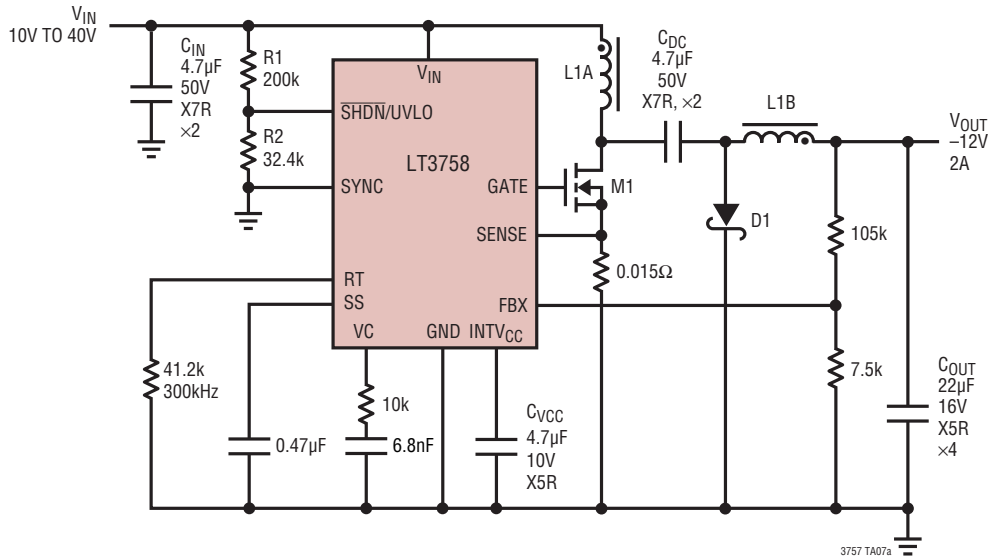 VIN
10V TO 40V
CIN
4.7µF
50V
X7R
×2
R1
200k
R2
32.4k
VIN
SHDN/UVLO
LT3758
SYNC
GATE
SENSE
RT
SS
FBX
VC
GND
INTVCC
L1A
CDC
4.7µF
50V
X7R, ×2
L1B
VOUT
–12V
2A
M1
D1
0.015Ω
105k
7.5k
41.2k
300kHz
0.47µF
10k
6.8nF
CVCC
4.7µF
10V
X5R
COUT
22µF
16V
X5R
×4
3757 TA07a